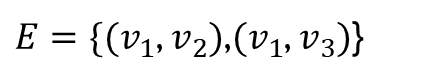 E = {(v₁, v₂),(v₁, v₃)}